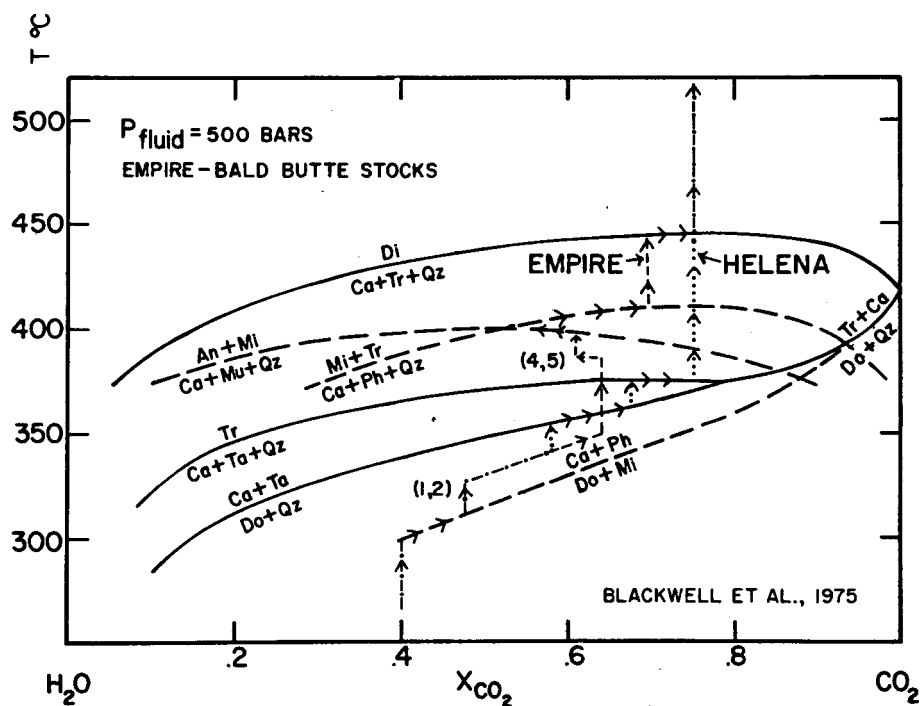 T °C
500
450
400
350
300
P fluid = 500 BARS
EMPIRE-BALD BUTTE STOCKS
Di
Ca+Tr+Qz
EMPIRE
HELENA
An+Mi
Ca+Mu+Qz
Mi+Tr
Ca+Ph+Qz
(4,5)
Tr+Ca
Do+Qz
Tr
Ca+Ta+Qz
Ca+Ta
Do+Qz
(1,2)
Ca+Ph
Do+Mi
BLACKWELL ET AL., 1975
.2
.4
.6
.8
H₂O
XCO₂
CO₂